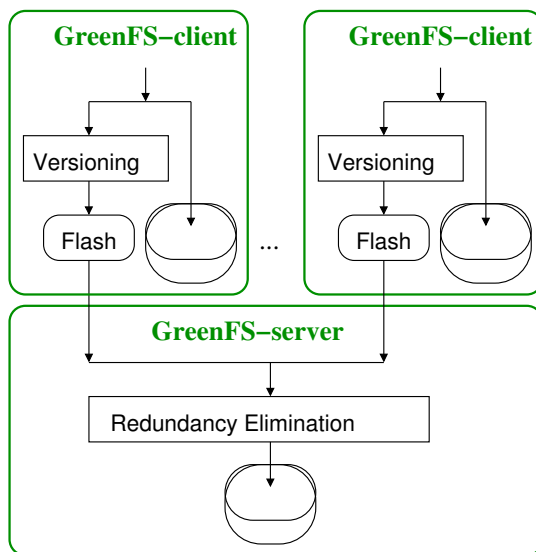 GreenFS−client
GreenFS−client
Versioning
Versioning
Flash
...
Flash
GreenFS−server
Redundancy Elimination